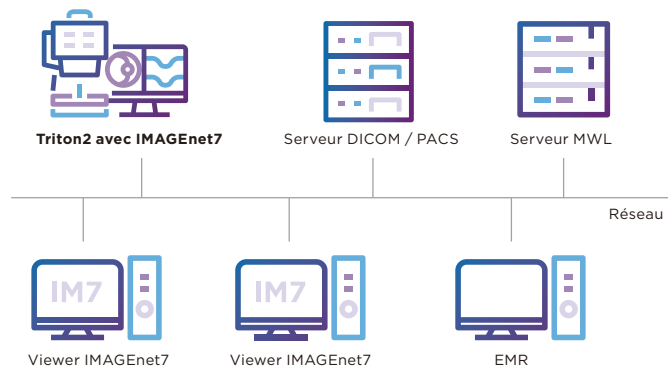 Triton2 avec IMAGEnet7
Serveur DICOM / PACS
Serveur MWL
Réseau
IM7
IM7
Viewer IMAGEnet7
Viewer IMAGEnet7
EMR